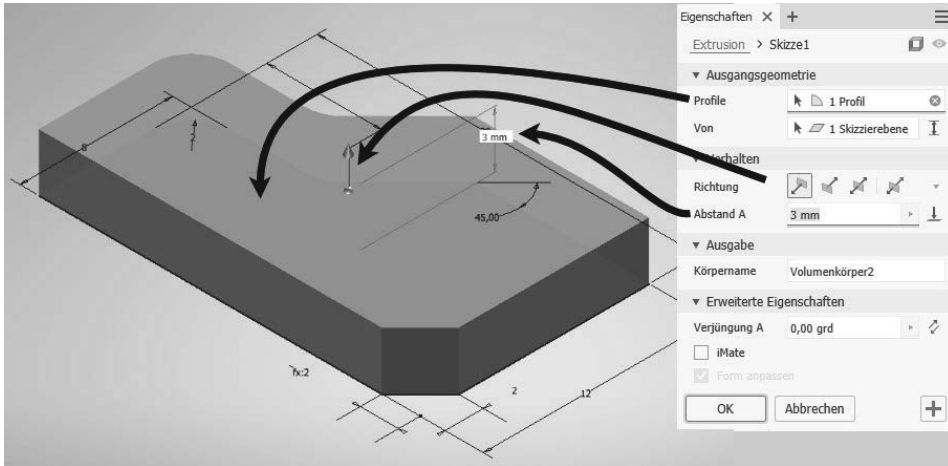 Eigenschaften × +
Extrusion > Skizze1
Ausgangsgeometrie
Profile 1 Profil
Von 1 Skizzierebene
Verhalten
Richtung
Abstand A 3 mm
Ausgabe
Körpername Volumenkörper2
Erweiterte Eigenschaften
Verjüngung A 0,00 grd
iMate
Form anpassen
OK Abbrechen +
8
2
3 mm
45,00
fx:2
2
12